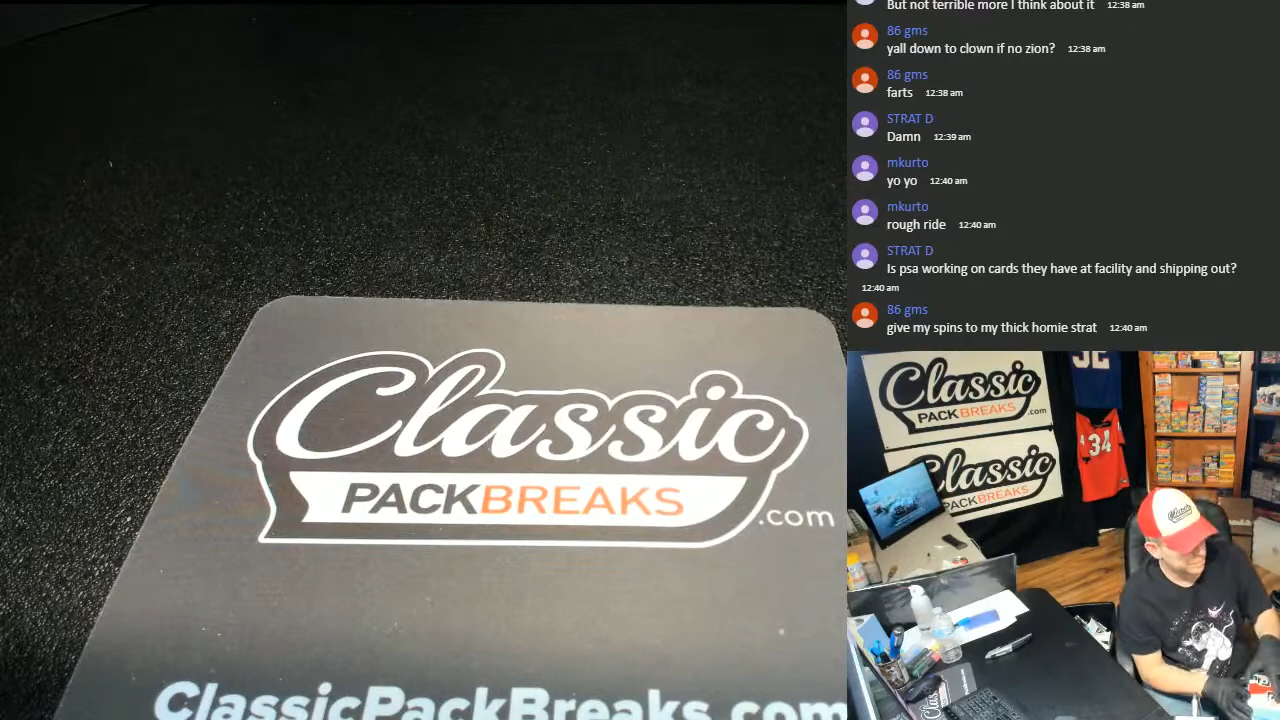 But not terrible more I think about it 12:38 am
86 gms
yall down to clown if no zion? 12:38 am
86 gms
farts 12:38 am
STRAT D
Damn 12:39 am
mkurto
yo yo 12:40 am
mkurto
rough ride 12:40 am
STRAT D
Is psa working on cards they have at facility and shipping out?
12:40 am
86 gms
give my spins to my thick homie strat 12:40 am
Classic
PACKBREAKS
.com
ClassicPackBreaks.com
Classic
PACKBREAKS
.com
Classic
PACKBREAKS
.com
34
Classic